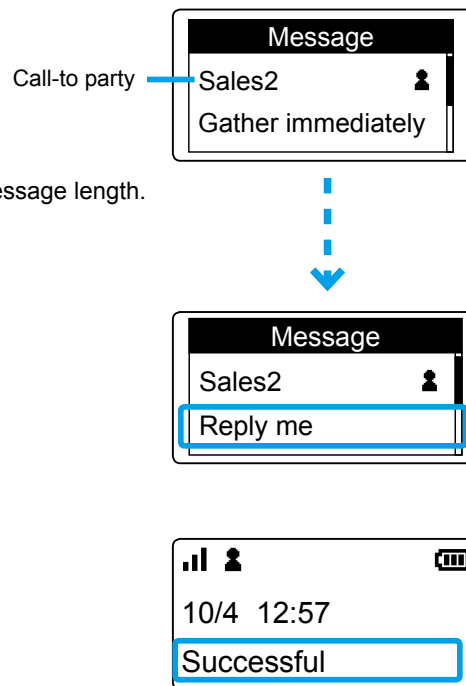 Message
Call-to party
Sales2
Gather immediately
essage length.
Message
Sales2
Reply me
10/4 12:57
Successful